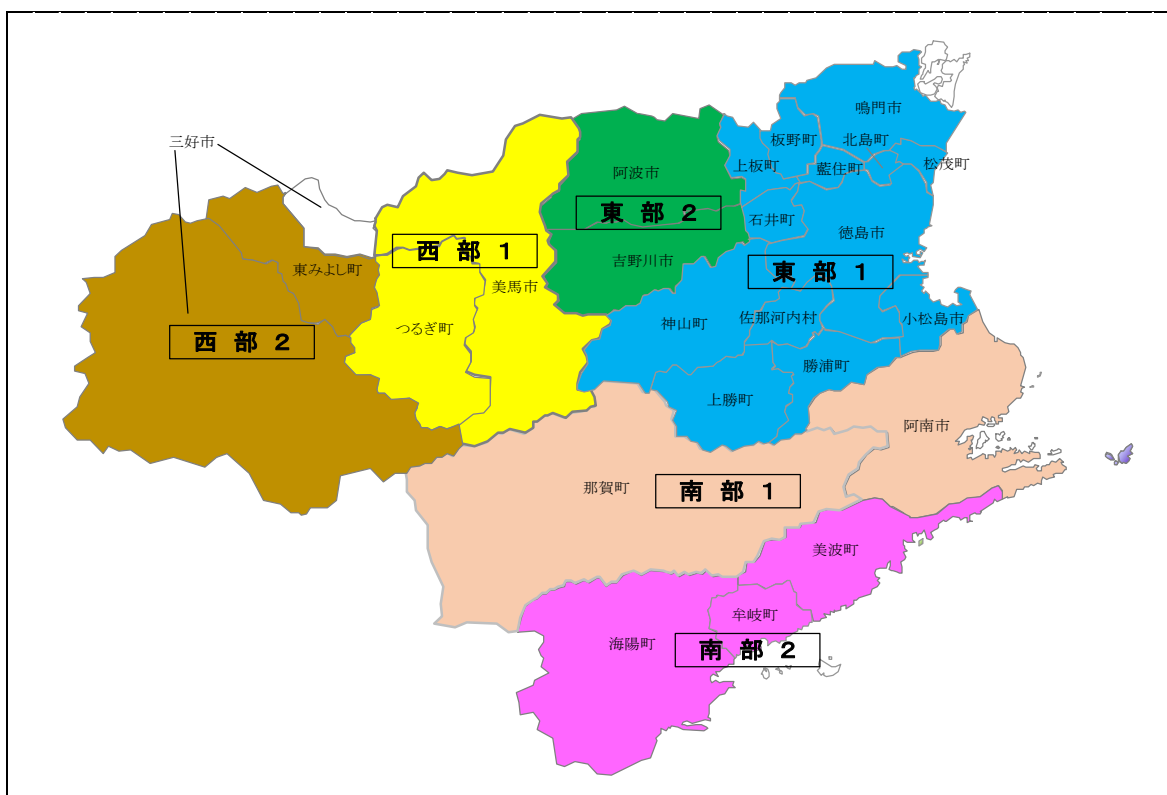 鳴門市
板野町
北島町
三好市
上板町
藍住町
松茂町
阿波市
東 部 2
石井町
徳島市
西 部 1
吉野川市
東みよし町
東 部 1
美馬市
神山町
佐那河内村
小松島市
つるぎ町
西 部 2
勝浦町
上勝町
阿南市
那賀町
南 部 1
美波町
牟岐町
海陽町
南 部 2